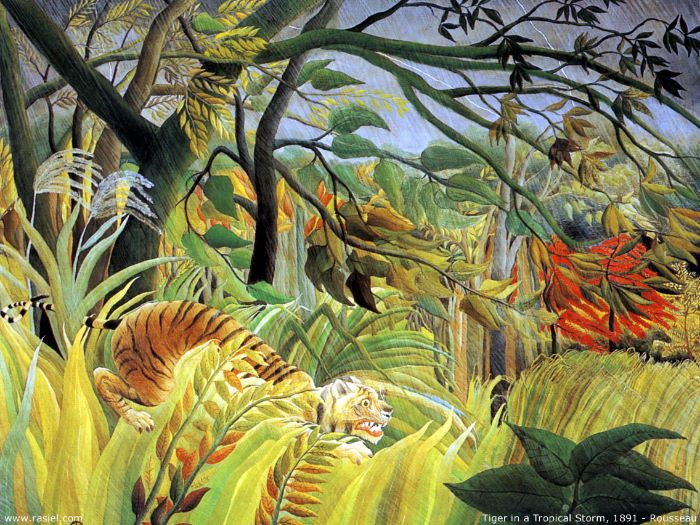 www.rasiel.com
Tiger in a Tropical Storm, 1891 - Rousseau